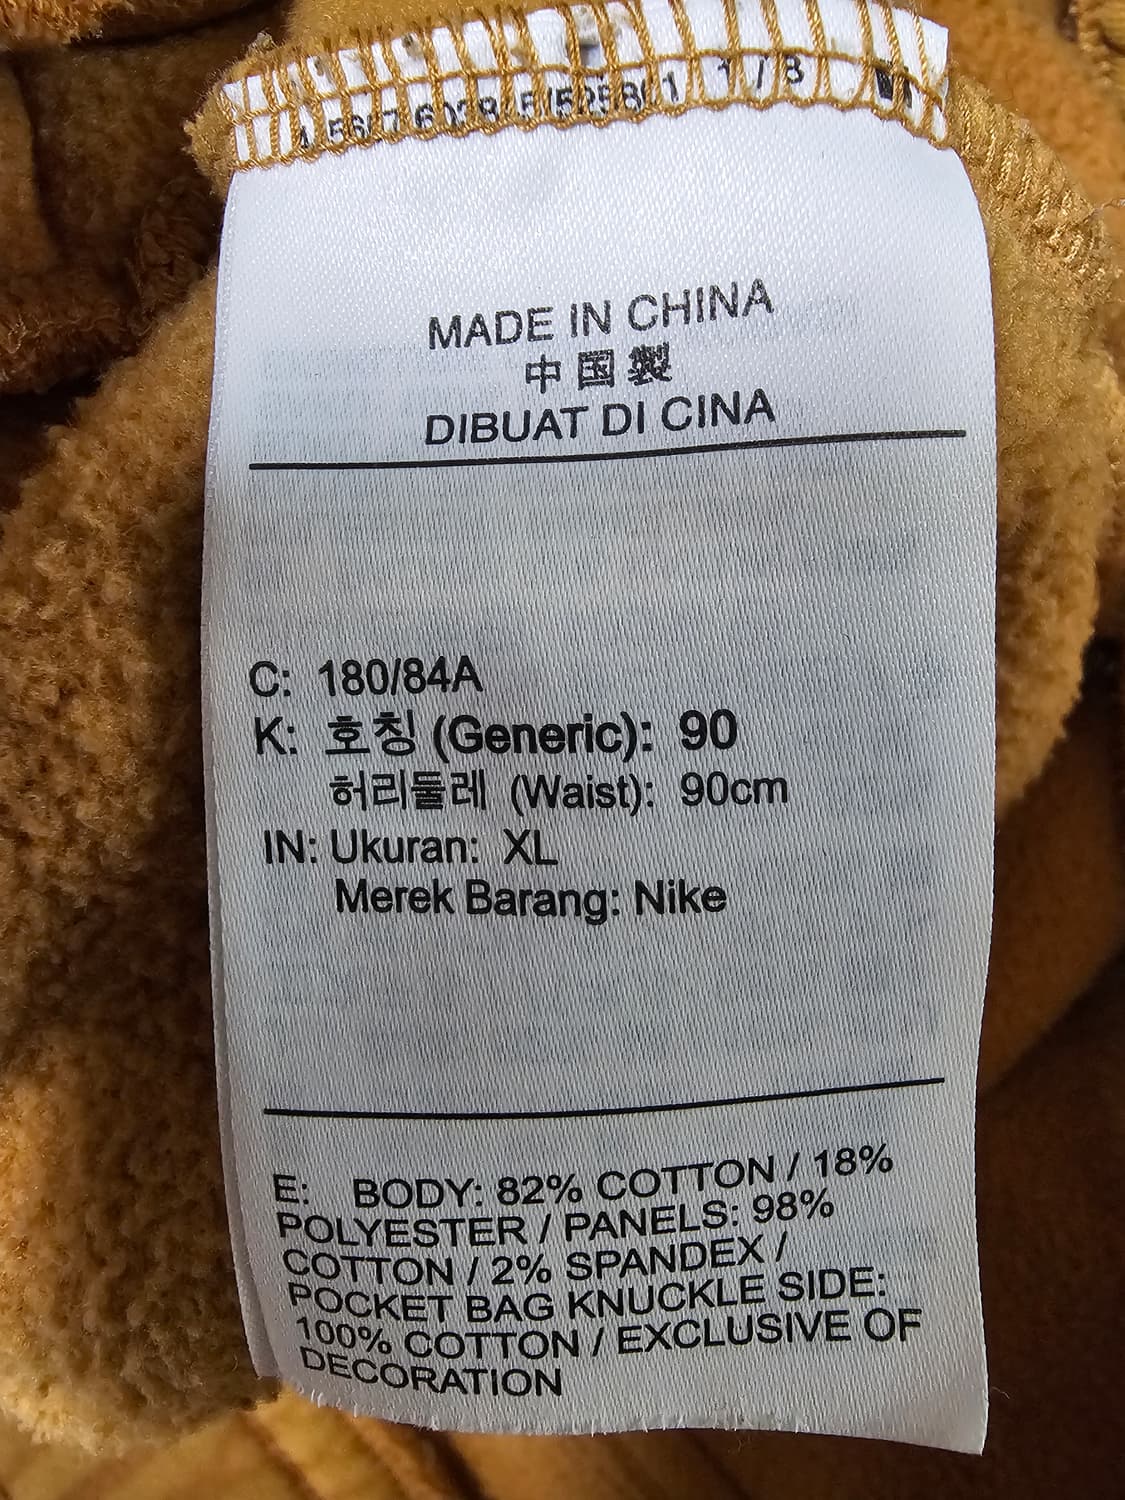 1 / 8
MADE IN CHINA
中国製
DIBUAT DI CINA
C: 180/84A
K: 호칭 (Generic): 90
허리둘레 (Waist): 90cm
IN: Ukuran: XL
Merek Barang: Nike
E: BODY: 82% COTTON / 18%
POLYESTER / PANELS: 98%
COTTON / 2% SPANDEX /
POCKET BAG KNUCKLE SIDE:
100% COTTON / EXCLUSIVE OF
DECORATION